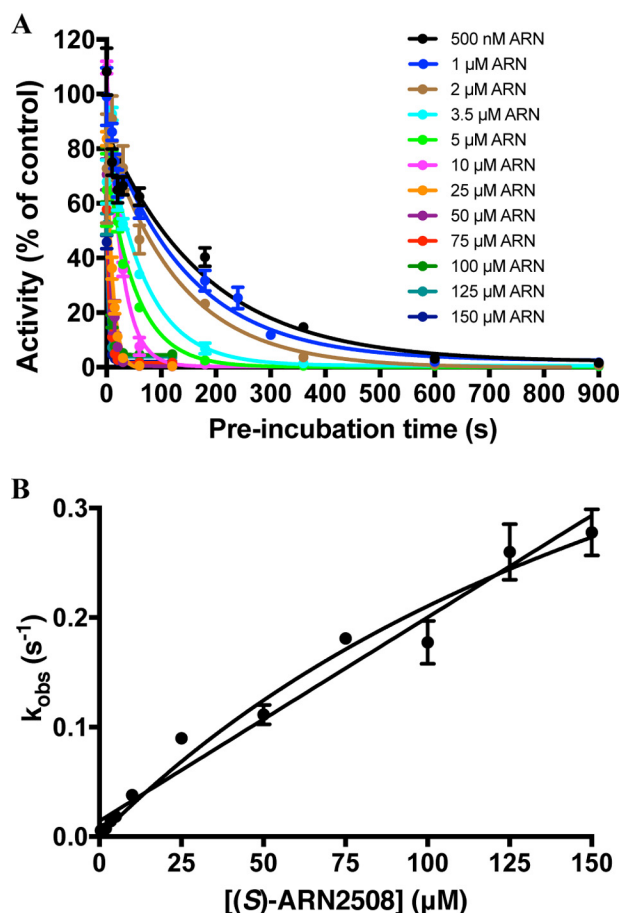 A
120
100
80
60
40
20
0
Activity (% of control)
500 nM ARN
1 µM ARN
2 µM ARN
3.5 µM ARN
5 µM ARN
10 µM ARN
25 µM ARN
50 µM ARN
75 µM ARN
100 µM ARN
125 µM ARN
150 µM ARN
0 100 200 300 400 500 600 700 800 900
Pre-incubation time (s)
B
0.3
0.2
0.1
0.0
kobs (s-1)
0 25 50 75 100 125 150
[(S)-ARN2508] (µM)